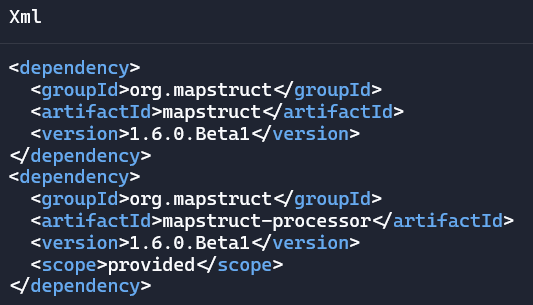 Xml
<dependency>
  <groupId>org.mapstruct</groupId>
  <artifactId>mapstruct</artifactId>
  <version>1.6.0.Beta1</version>
</dependency>
<dependency>
  <groupId>org.mapstruct</groupId>
  <artifactId>mapstruct-processor</artifactId>
  <version>1.6.0.Beta1</version>
  <scope>provided</scope>
</dependency>